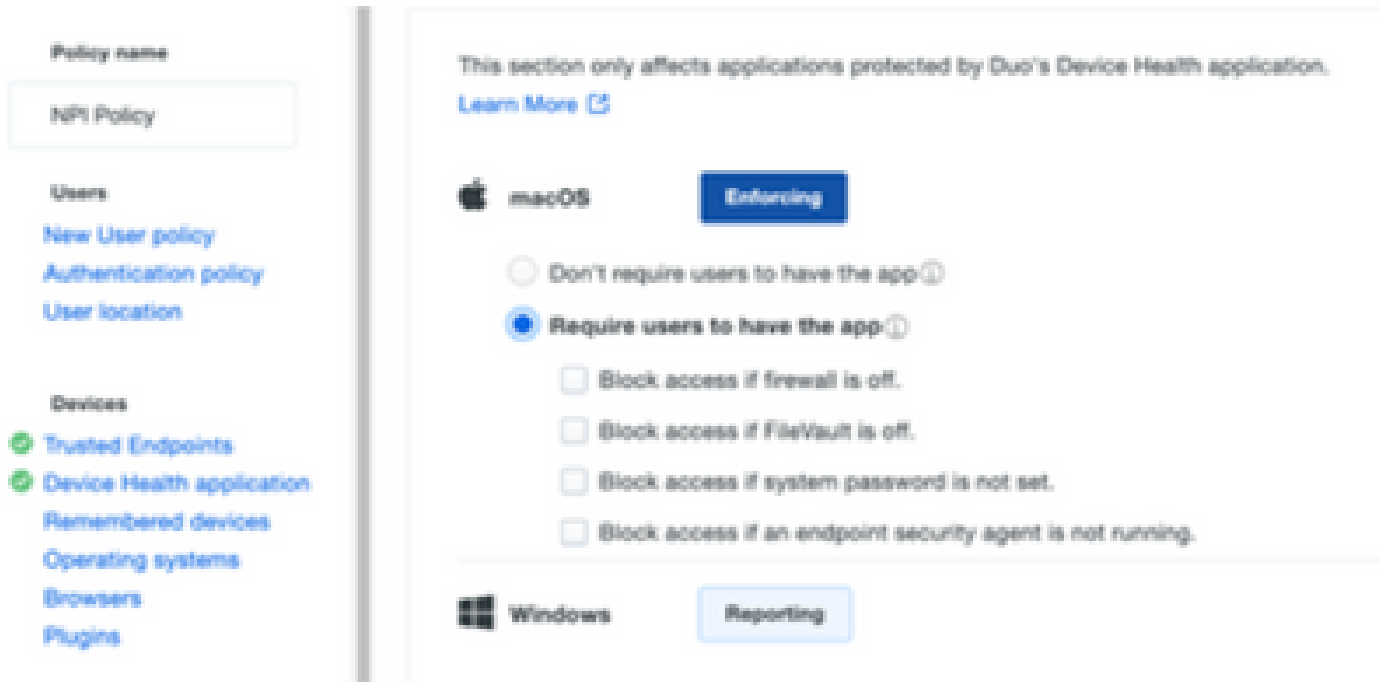 Policy name
NPI Policy
Users
New User policy
Authentication policy
User location
Devices
Trusted Endpoints
Device Health application
Remembered devices
Operating systems
Browsers
Plugins
This section only affects applications protected by Duo's Device Health application.
Learn More
macOS Enforcing
Don't require users to have the app
Require users to have the app
Block access if firewall is off.
Block access if FileVault is off.
Block access if system password is not set.
Block access if an endpoint security agent is not running.
Windows Reporting